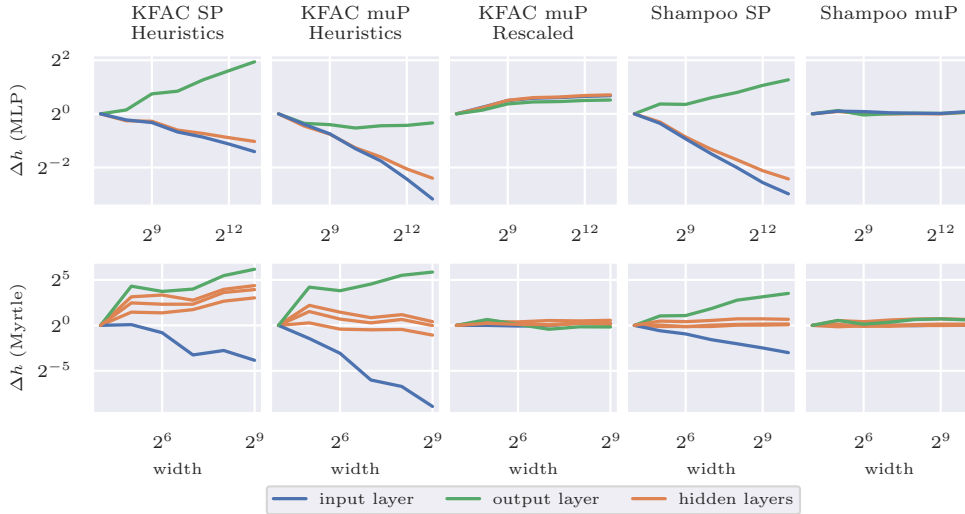 KFAC SP
Heuristics
KFAC muP
Heuristics
KFAC muP
Rescaled
Shampoo SP
Shampoo muP
Δh (MLP)
2^2
2^0
2^-2
2^9 2^12
2^9 2^12
2^9 2^12
2^9 2^12
2^9 2^12
Δh (Myrtle)
2^5
2^0
2^-5
2^6 2^9
2^6 2^9
2^6 2^9
2^6 2^9
2^6 2^9
width
width
width
width
width
input layer output layer hidden layers